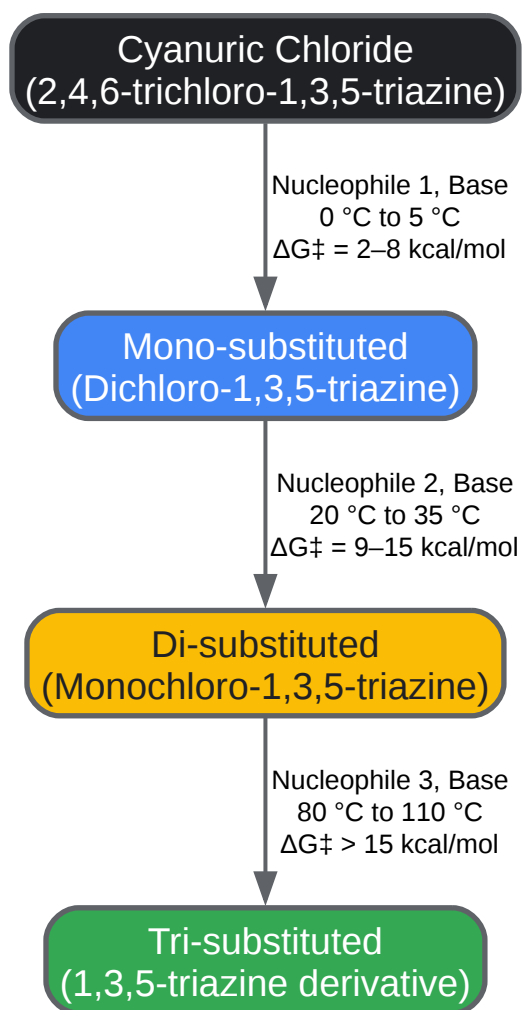 Cyanuric Chloride
(2,4,6-trichloro-1,3,5-triazine)
Nucleophile 1, Base
0 °C to 5 °C
ΔG‡ = 2–8 kcal/mol
Mono-substituted
(Dichloro-1,3,5-triazine)
Nucleophile 2, Base
20 °C to 35 °C
ΔG‡ = 9–15 kcal/mol
Di-substituted
(Monochloro-1,3,5-triazine)
Nucleophile 3, Base
80 °C to 110 °C
ΔG‡ > 15 kcal/mol
Tri-substituted
(1,3,5-triazine derivative)